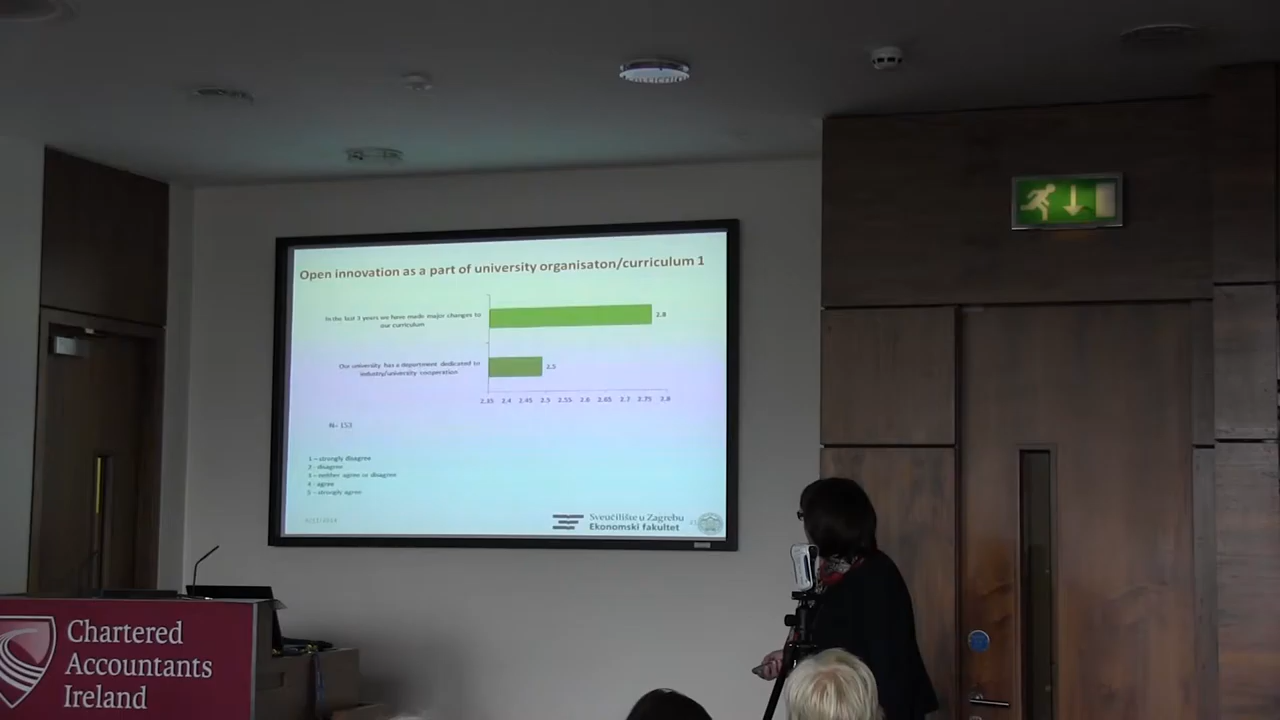 Open innovation as a part of university organisaton/curriculum 1
In the last 3 years we have made major changes to
our curriculum
2.8
Our university has a department dedicated to
industry/university cooperation
2.5
2.35 2.4 2.45 2.5 2.55 2.6 2.65 2.7 2.75 2.8
N= 153
1 – strongly disagree
2 - disagree
3 – neither agree or disagree
4 - agree
5 - strongly agree
Sveučilište u Zagrebu
Ekonomski fakultet
Chartered
Accountants
Ireland